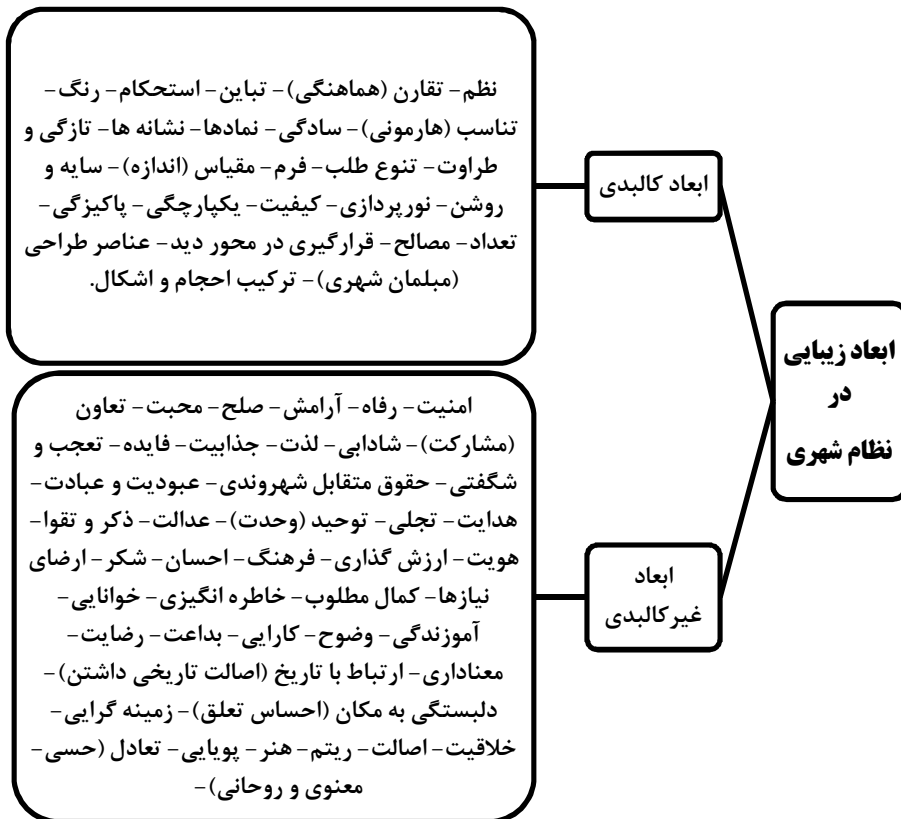 ابعاد زیبایی
در
نظام شهری
ابعاد کالبدی
نظم- تقارن (هماهنگی)- تباین- استحکام- رنگ-
تناسب (هارمونی)- سادگی- نمادها- نشانه ها- تازگی و
طراوت- تنوع طلب- فرم- مقیاس (اندازه)- سایه و
روشن- نورپردازی- کیفیت- یکپارچگی- پاکیزگی-
تعداد- مصالح- قرارگیری در محور دید- عناصر طراحی
(مبلمان شهری)- ترکیب احجام و اشکال.
ابعاد
غیرکالبدی
امنیت- رفاه- آرامش- صلح- محبت- تعاون
(مشارکت)- شادابی- لذت- جذابیت- فایده- تعجب و
شگفتی- حقوق متقابل شهروندی- عبودیت و عبادت-
هدایت- تجلی- توحید (وحدت)- عدالت- ذکر و تقوا-
هویت- ارزش گذاری- فرهنگ- احسان- شکر- ارضای
نیازها- کمال مطلوب- خاطره انگیزی- خوانایی-
آموزندگی- وضوح- کارایی- بداعت- رضایت-
معناداری- ارتباط با تاریخ (اصالت تاریخی داشتن)-
دلبستگی به مکان (احساس تعلق)- زمینه گرایی-
خلاقیت- اصالت- ریتم- هنر- پویایی- تعادل (حسی-
معنوی و روحانی)-